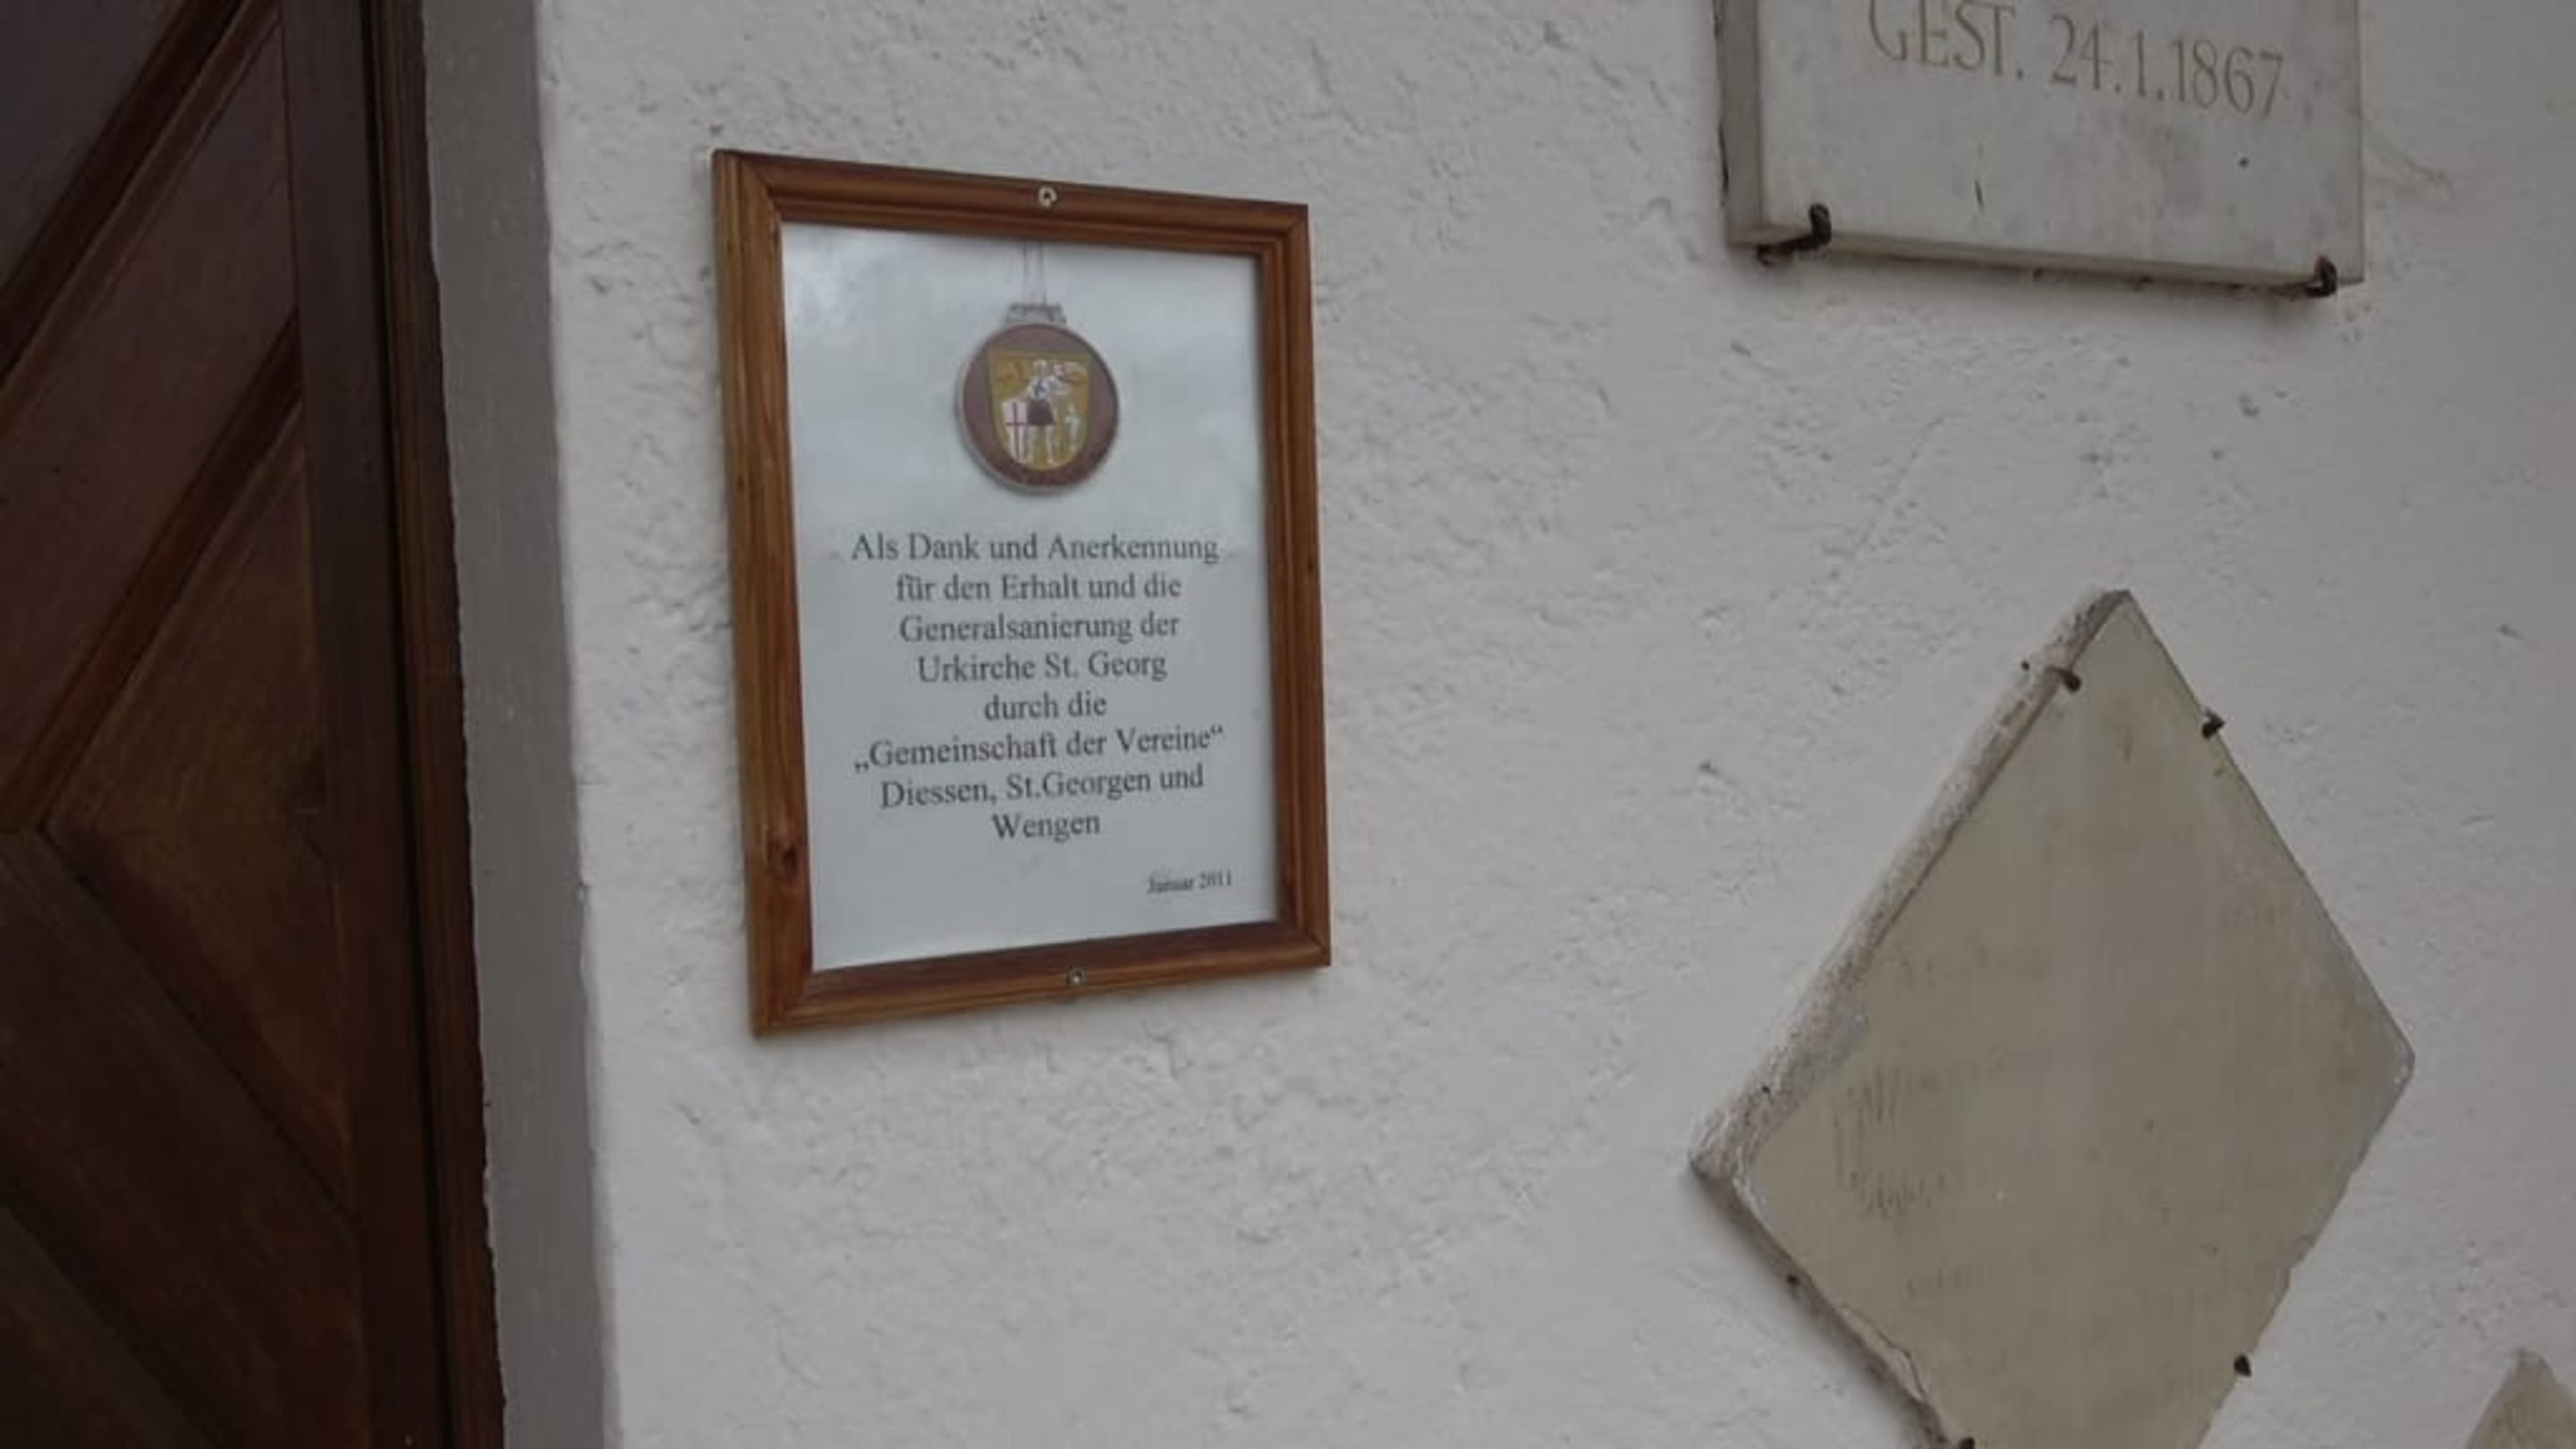 GEST. 24.1.1867
Als Dank und Anerkennung
für den Erhalt und die
Generalsanierung der
Urkirche St. Georg
durch die
„Gemeinschaft der Vereine“
Diessen, St.Georgen und
Wengen
Januar 2011